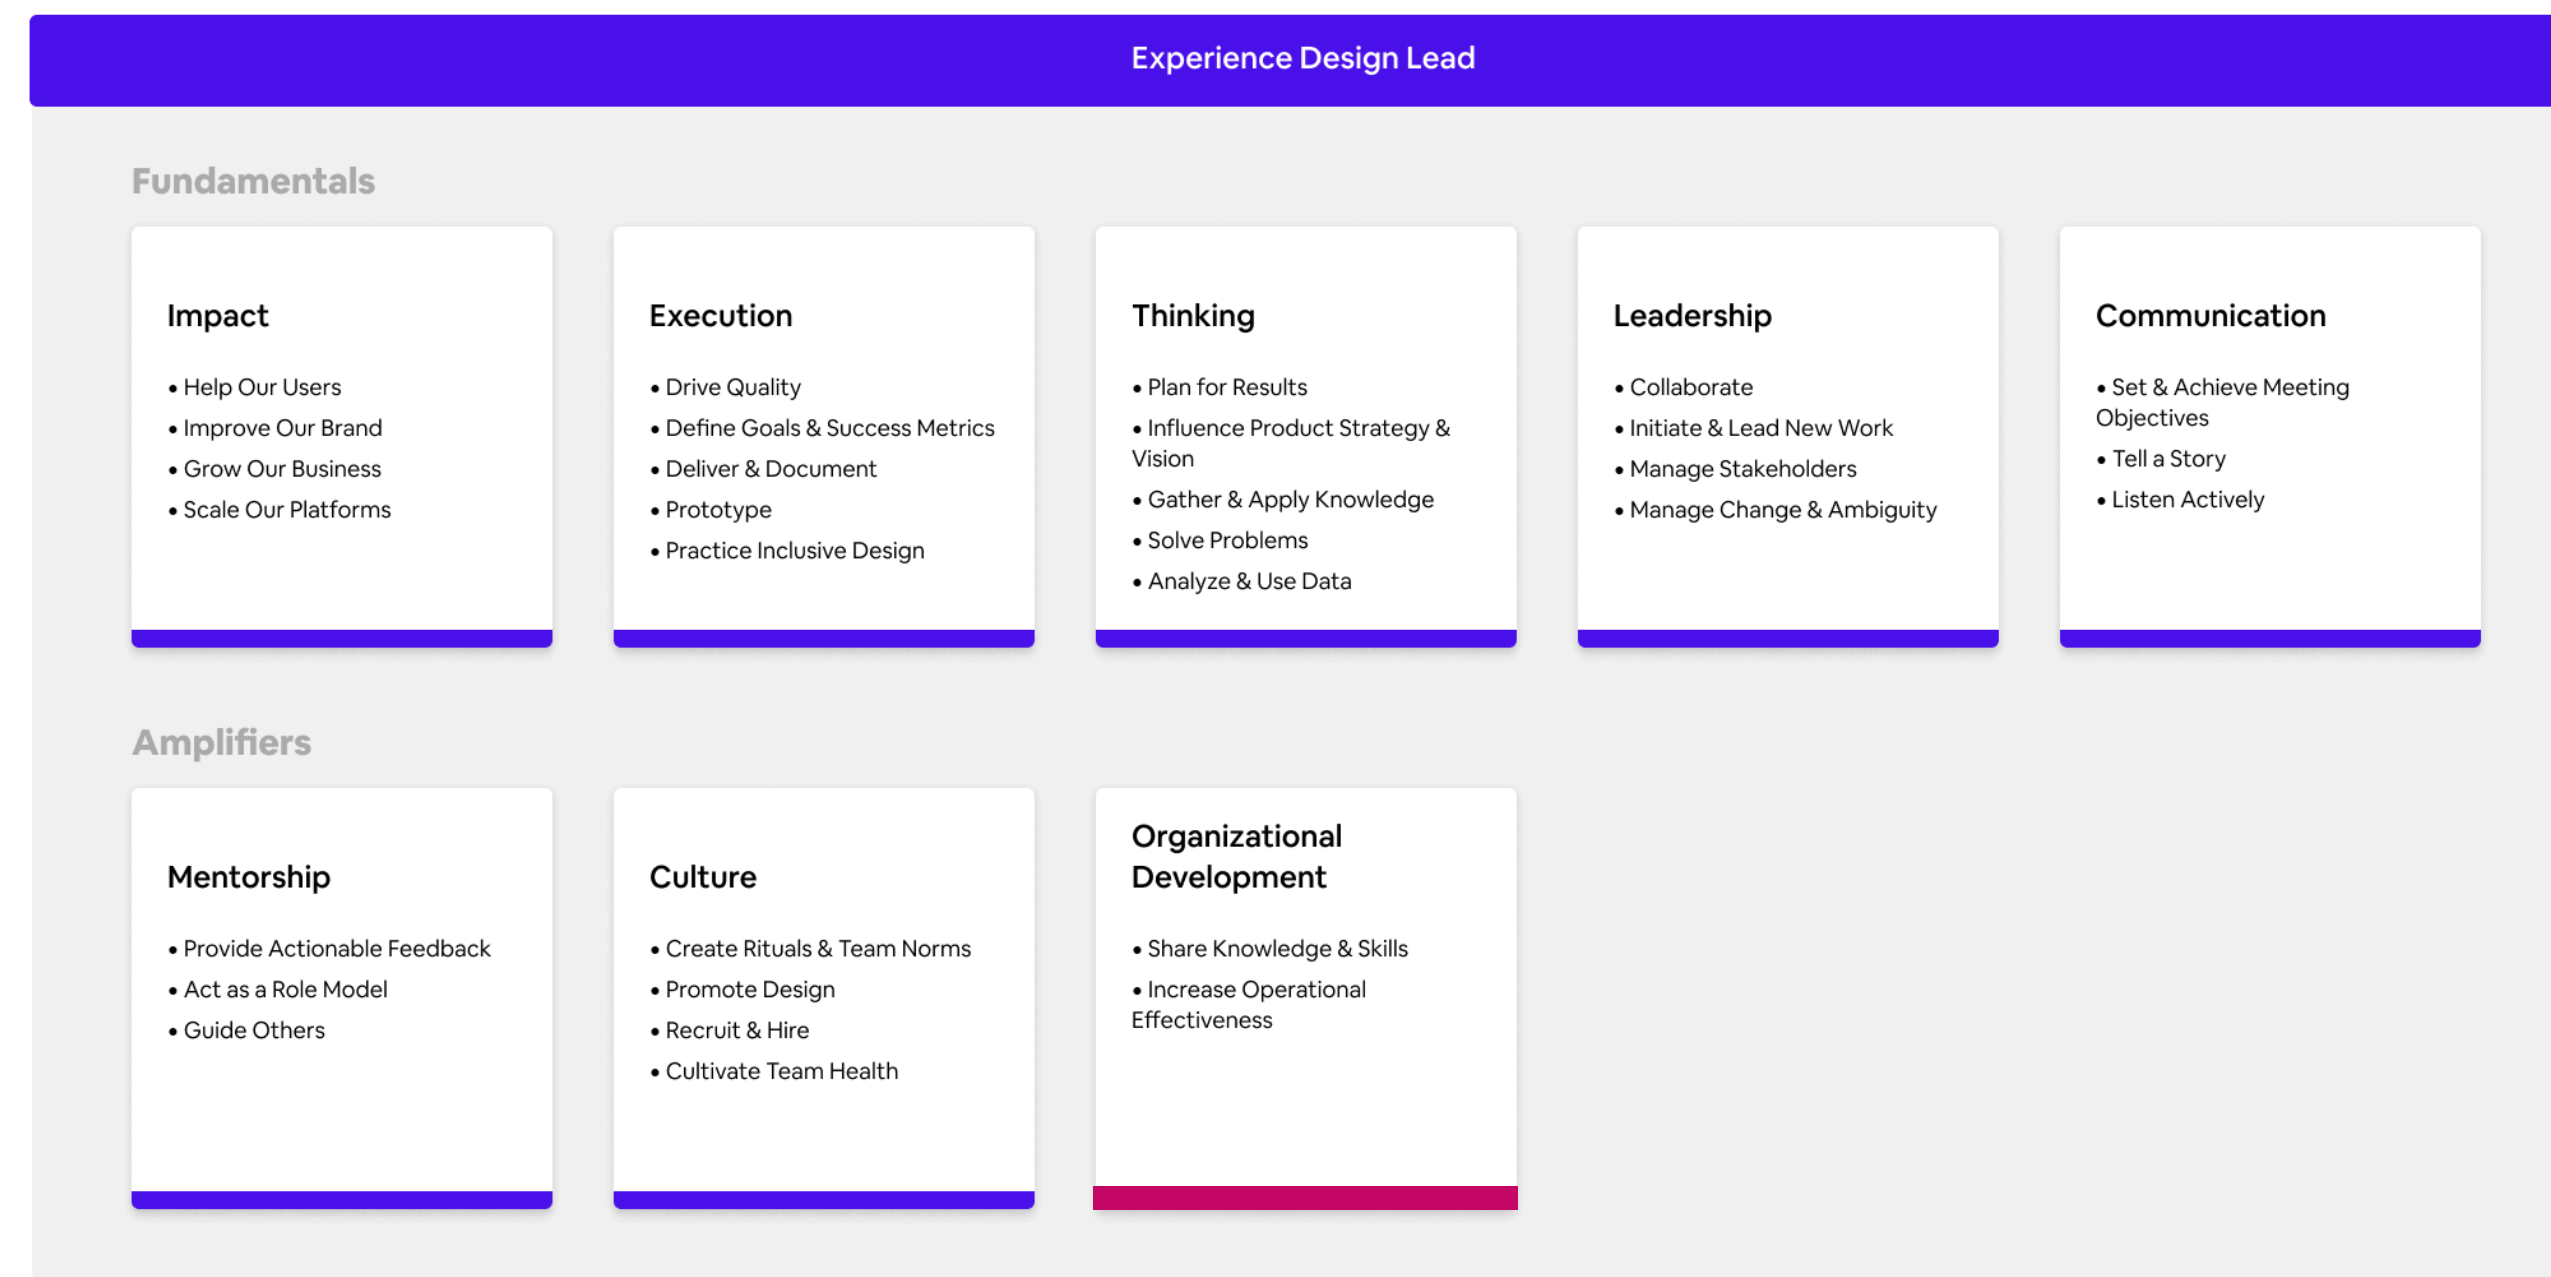 Experience Design Lead
Fundamentals
Impact
• Help Our Users
• Improve Our Brand
• Grow Our Business
• Scale Our Platforms
Execution
• Drive Quality
• Define Goals & Success Metrics
• Deliver & Document
• Prototype
• Practice Inclusive Design
Thinking
• Plan for Results
• Influence Product Strategy &
Vision
• Gather & Apply Knowledge
• Solve Problems
• Analyze & Use Data
Leadership
• Collaborate
• Initiate & Lead New Work
• Manage Stakeholders
• Manage Change & Ambiguity
Communication
• Set & Achieve Meeting
Objectives
• Tell a Story
• Listen Actively
Amplifiers
Mentorship
• Provide Actionable Feedback
• Act as a Role Model
• Guide Others
Culture
• Create Rituals & Team Norms
• Promote Design
• Recruit & Hire
• Cultivate Team Health
Organizational
Development
• Share Knowledge & Skills
• Increase Operational
Effectiveness